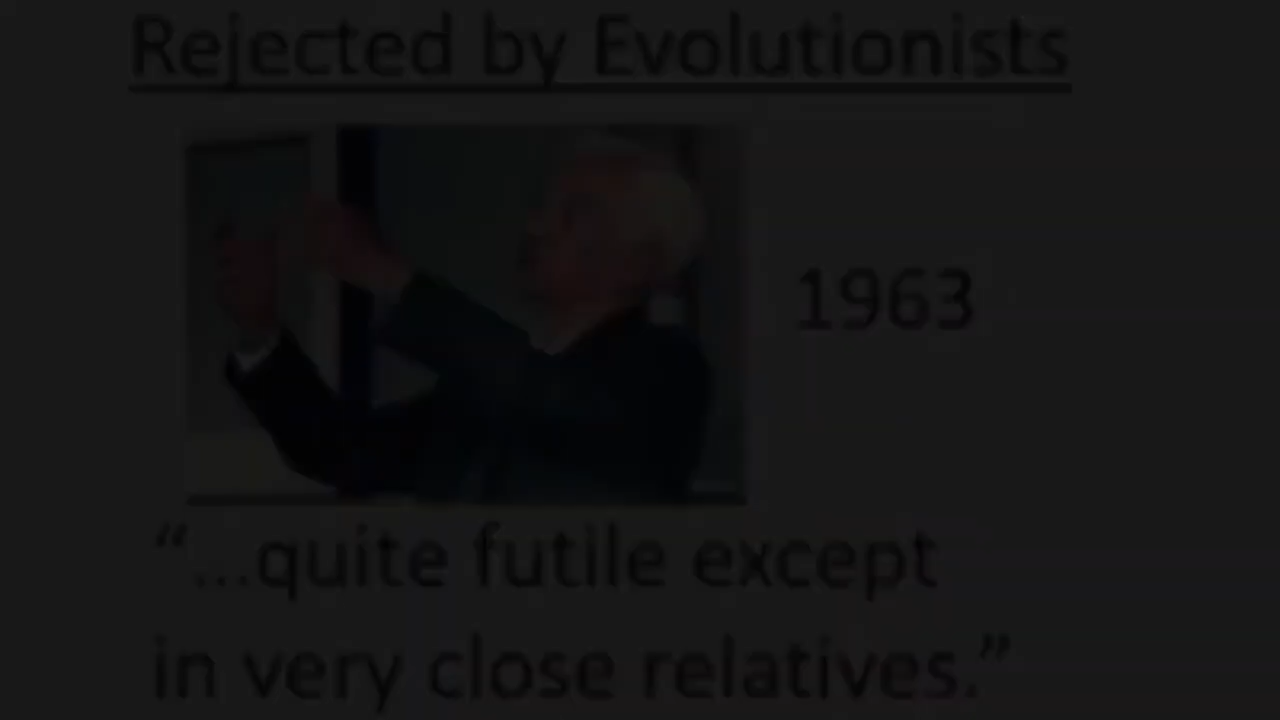 Rejected by Evolutionists
1963
“...quite futile except
in very close relatives.”